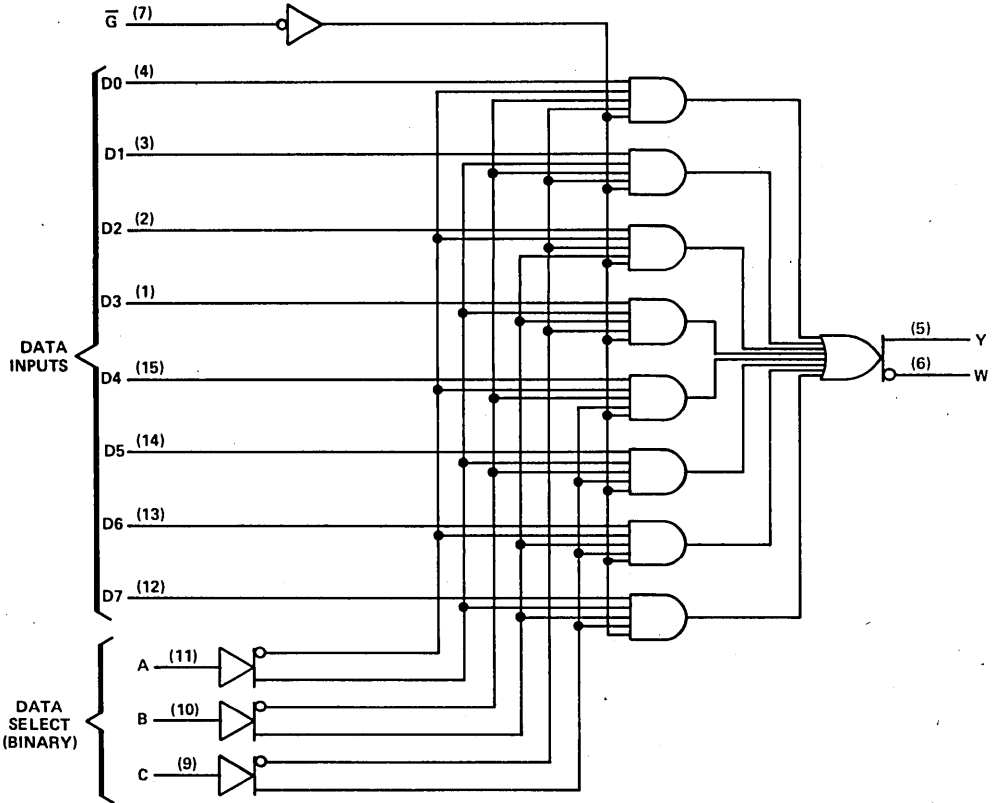 G̅ (7)
D0 (4)
D1 (3)
D2 (2)
D3 (1)
DATA
INPUTS
D4 (15)
D5 (14)
D6 (13)
D7 (12)
(5) Y
(6) W
DATA
SELECT
(BINARY)
A (11)
B (10)
C (9)